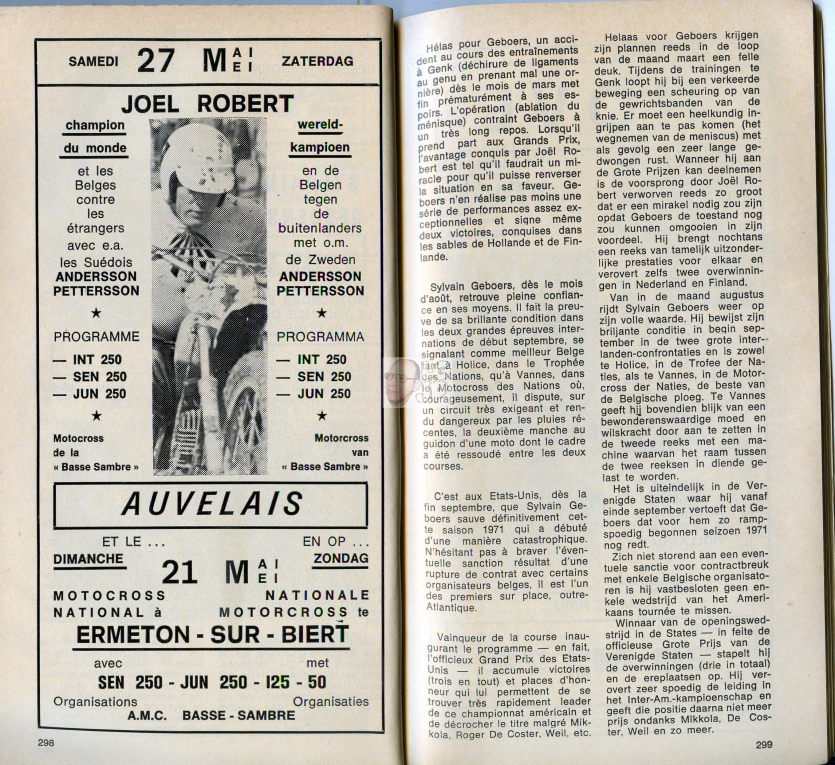 SAMEDI 27 MAI MEI ZATERDAG
JOEL ROBERT
champion
du monde
et les
Belges
contre
les
étrangers
avec e.a.
les Suédois
ANDERSSON
PETTERSSON
★
PROGRAMME
— INT 250
— SEN 250
— JUN 250
★
Motocross
de la
« Basse Sambre »
wereld-
kampioen
en de
Belgen
tegen
de
buitenlanders
met o.m.
de Zweden
ANDERSSON
PETTERSSON
★
PROGRAMMA
— INT 250
— SEN 250
— JUN 250
★
Motorcross
van
« Basse Sambre »
AUVELAIS
ET LE ... EN OP ...
DIMANCHE 21 MAI MEI ZONDAG
MOTOCROSS NATIONALE
NATIONAL à MOTORCROSS te
ERMETON - SUR - BIERT
avec met
SEN 250 - JUN 250 - 125 - 50
Organisations Organisaties
A.M.C. BASSE - SAMBRE
298
Hélas pour Geboers, un acci-
dent au cours des entraînements
à Genk (déchirure de ligaments
au genu en prenant mal une or-
nière) dès le mois de mars met
fin prématurément à ses es-
poirs. L'opération (ablation du
ménisque) contraint Geboers à
un très long repos. Lorsqu'il
prend part aux Grands Prix,
l'avantage conquis par Joël Ro-
bert est tel qu'il faudrait un mi-
racle pour qu'il puisse renverser
la situation en sa faveur. Ge-
boers n'en réalise pas moins une
série de performances assez ex-
ceptionnelles et signe même
deux victoires, conquises dans
les sables de Hollande et de Fin-
lande.
Sylvain Geboers, dès le mois
d'août, retrouve pleine confian-
ce en ses moyens. Il fait la preu-
ve de sa brillante condition dans
les deux grandes épreuves inter-
nations de début septembre, se
signalant comme meilleur Belge
tant à Holice, dans le Trophée
des Nations, qu'à Vannes, dans
le Motocross des Nations où,
courageusement, il dispute, sur
un circuit très exigeant et ren-
du dangereux par les pluies ré-
centes, la deuxième manche au
guidon d'une moto dont le cadre
a été ressoudé entre les deux
courses.
C'est aux Etats-Unis, dès la
fin septembre, que Sylvain Ge-
boers sauve définitivement cet-
te saison 1971 qui a débuté
d'une manière catastrophique.
N'hésitant pas à braver l'éven-
tuelle sanction résultat d'une
rupture de contrat avec certains
organisateurs belges, il est l'un
des premiers sur place, outre-
Atlantique.
Vainqueur de la course inau-
gurant le programme — en fait,
l'officieux Grand Prix des Etats-
Unis — il accumule victoires
(trois en tout) et places d'hon-
neur qui lui permettent de se
trouver très rapidement leader
de ce championnat américain et
de décrocher le titre malgré Mik-
kola, Roger De Coster, Weil, etc.
Helaas voor Geboers krijgen
zijn plannen reeds in de loop
van de maand maart een felle
deuk. Tijdens de trainingen te
Genk loopt hij bij een verkeerde
beweging een scheuring op van
de gewrichtsbanden van de
knie. Er moet een heelkundig in-
grijpen aan te pas komen (het
wegnemen van de meniscus) met
als gevolg een zeer lange ge-
dwongen rust. Wanneer hij aan
de Grote Prijzen kan deelnemen
is de voorsprong door Joël Ro-
bert verworven reeds zo groot
dat er een mirakel nodig zou zijn
opdat Geboers de toestand nog
zou kunnen omgooien in zijn
voordeel. Hij brengt nochtans
een reeks van tamelijk uitzonder-
lijke prestaties voor elkaar en
verovert zelfs twee overwinnin-
gen in Nederland en Finland.
Van in de maand augustus
rijdt Sylvain Geboers weer op
zijn volle waarde. Hij bewijst zijn
briljante conditie in begin sep-
tember in de twee grote inter-
landen-confrontaties en is zowel
te Holice, in de Trofee der Na-
ties, als te Vannes, in de Motor-
cross der Naties, de beste van
de Belgische ploeg. Te Vannes
geeft hij bovendien blijk van een
bewonderenswaardige moed en
wilskracht door aan te zetten in
de tweede reeks met een ma-
chine waarvan het raam tussen
de twee reeksen in diende ge-
last te worden.
Het is uiteindelijk in de Ver-
enigde Staten waar hij vanaf
einde september vertoeft dat Ge-
boers dat voor hem zo ramp-
spoedig begonnen seizoen 1971
nog redt.
Zich niet storend aan een even-
tuele sanctie voor contractbreuk
met enkele Belgische organisato-
ren is hij vastbesloten geen en-
kele wedstrijd van het Ameri-
kaans tournée te missen.
Winnaar van de openingswed-
strijd in de States — in feite de
officieuse Grote Prijs van de
Verenigde Staten — stapelt hij
de overwinningen (drie in totaal)
en de ereplaatsen op. Hij ver-
overt zeer spoedig de leiding in
het Inter-Am.-kampioenschap en
geeft die positie daarna niet meer
prijs ondanks Mikkola, De Cos-
ter, Weil en zo meer.
299